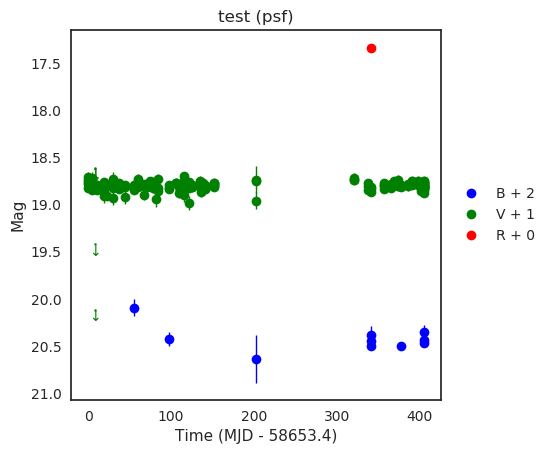 test (psf)
17.5
18.0
18.5
19.0
19.5
20.0
20.5
21.0
Mag
0 100 200 300 400
Time (MJD - 58653.4)
B + 2
V + 1
R + 0